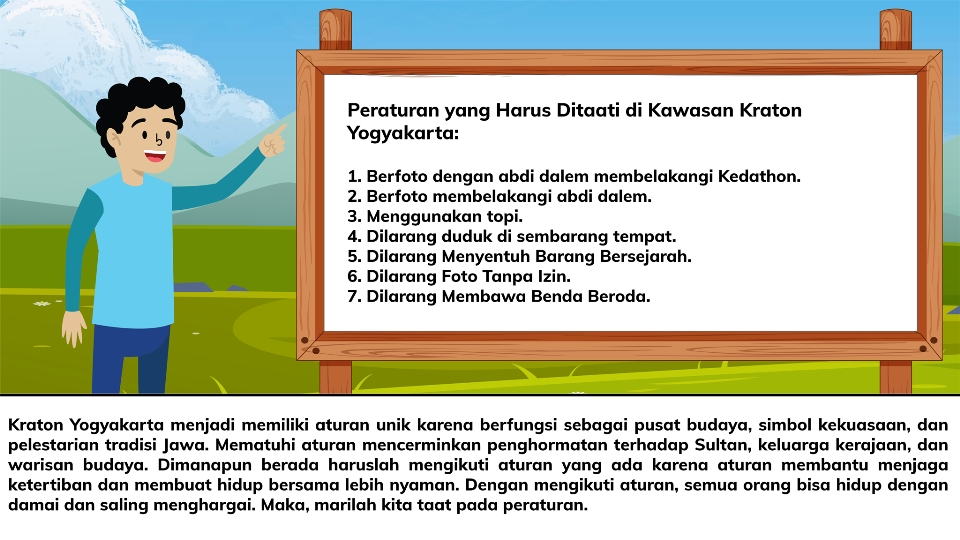 Peraturan yang Harus Ditaati di Kawasan Kraton
Yogyakarta:
1. Berfoto dengan abdi dalem membelakangi Kedathon.
2. Berfoto membelakangi abdi dalem.
3. Menggunakan topi.
4. Dilarang duduk di sembarang tempat.
5. Dilarang Menyentuh Barang Bersejarah.
6. Dilarang Foto Tanpa Izin.
7. Dilarang Membawa Benda Beroda.
Kraton Yogyakarta menjadi memiliki aturan unik karena berfungsi sebagai pusat budaya, simbol kekuasaan, dan
pelestarian tradisi Jawa. Mematuhi aturan mencerminkan penghormatan terhadap Sultan, keluarga kerajaan, dan
warisan budaya. Dimanapun berada haruslah mengikuti aturan yang ada karena aturan membantu menjaga
ketertiban dan membuat hidup bersama lebih nyaman. Dengan mengikuti aturan, semua orang bisa hidup dengan
damai dan saling menghargai. Maka, marilah kita taat pada peraturan.